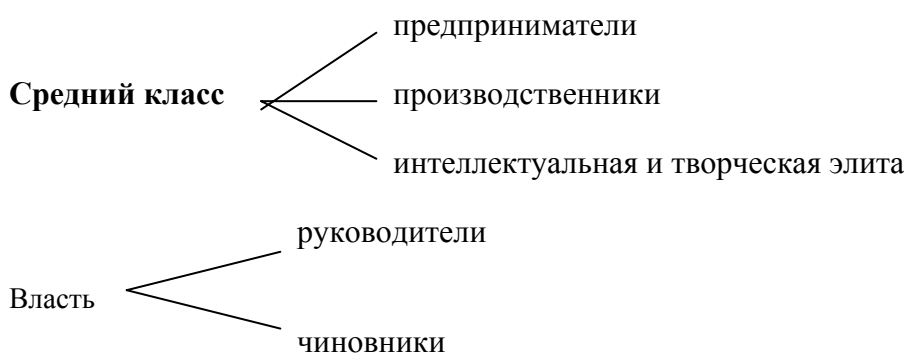 предприниматели
Средний класс
производственники
интеллектуальная и творческая элита
руководители
Власть
чиновники